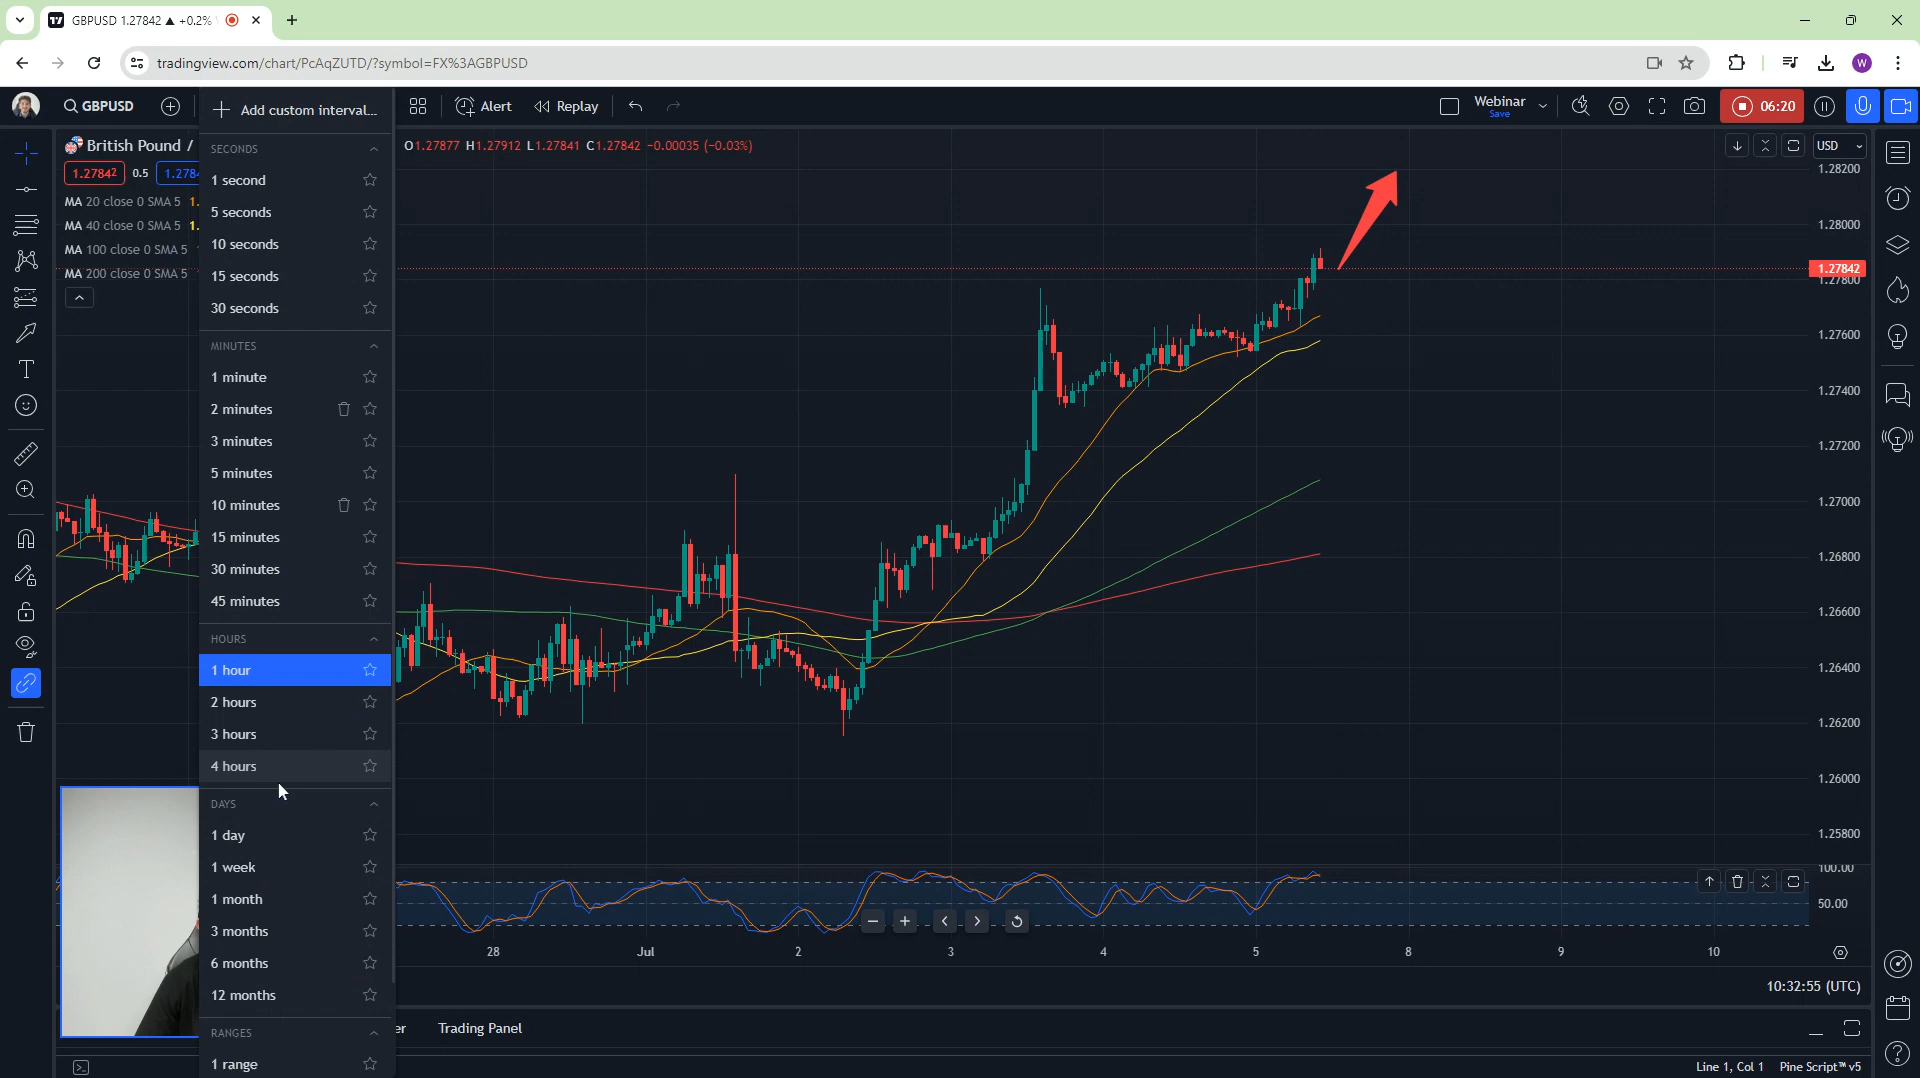 GBPUSD 1.27842 ▲ +0.2%
tradingview.com/chart/PcAqZUTD/?symbol=FX%3AGBPUSD
W
GBPUSD
Add custom interval...
Alert
Replay
Webinar
Save
06:20
British Pound /
O1.27877 H1.27912 L1.27841 C1.27842 -0.00035 (-0.03%)
USD
1.27842
0.5
1.2784
MA 20 close 0 SMA 5 1.
MA 40 close 0 SMA 5 1.
MA 100 close 0 SMA 5
MA 200 close 0 SMA 5
SECONDS
1 second
5 seconds
10 seconds
15 seconds
30 seconds
MINUTES
1 minute
2 minutes
3 minutes
5 minutes
10 minutes
15 minutes
30 minutes
45 minutes
HOURS
1 hour
2 hours
3 hours
4 hours
DAYS
1 day
1 week
1 month
3 months
6 months
12 months
RANGES
1 range
1.28200
1.28000
1.27842
1.27800
1.27600
1.27400
1.27200
1.27000
1.26800
1.26600
1.26400
1.26200
1.26000
1.25800
100.00
50.00
28
Jul
2
3
4
5
8
9
10
10:32:55 (UTC)
er
Trading Panel
Line 1, Col 1
Pine Script™ v5